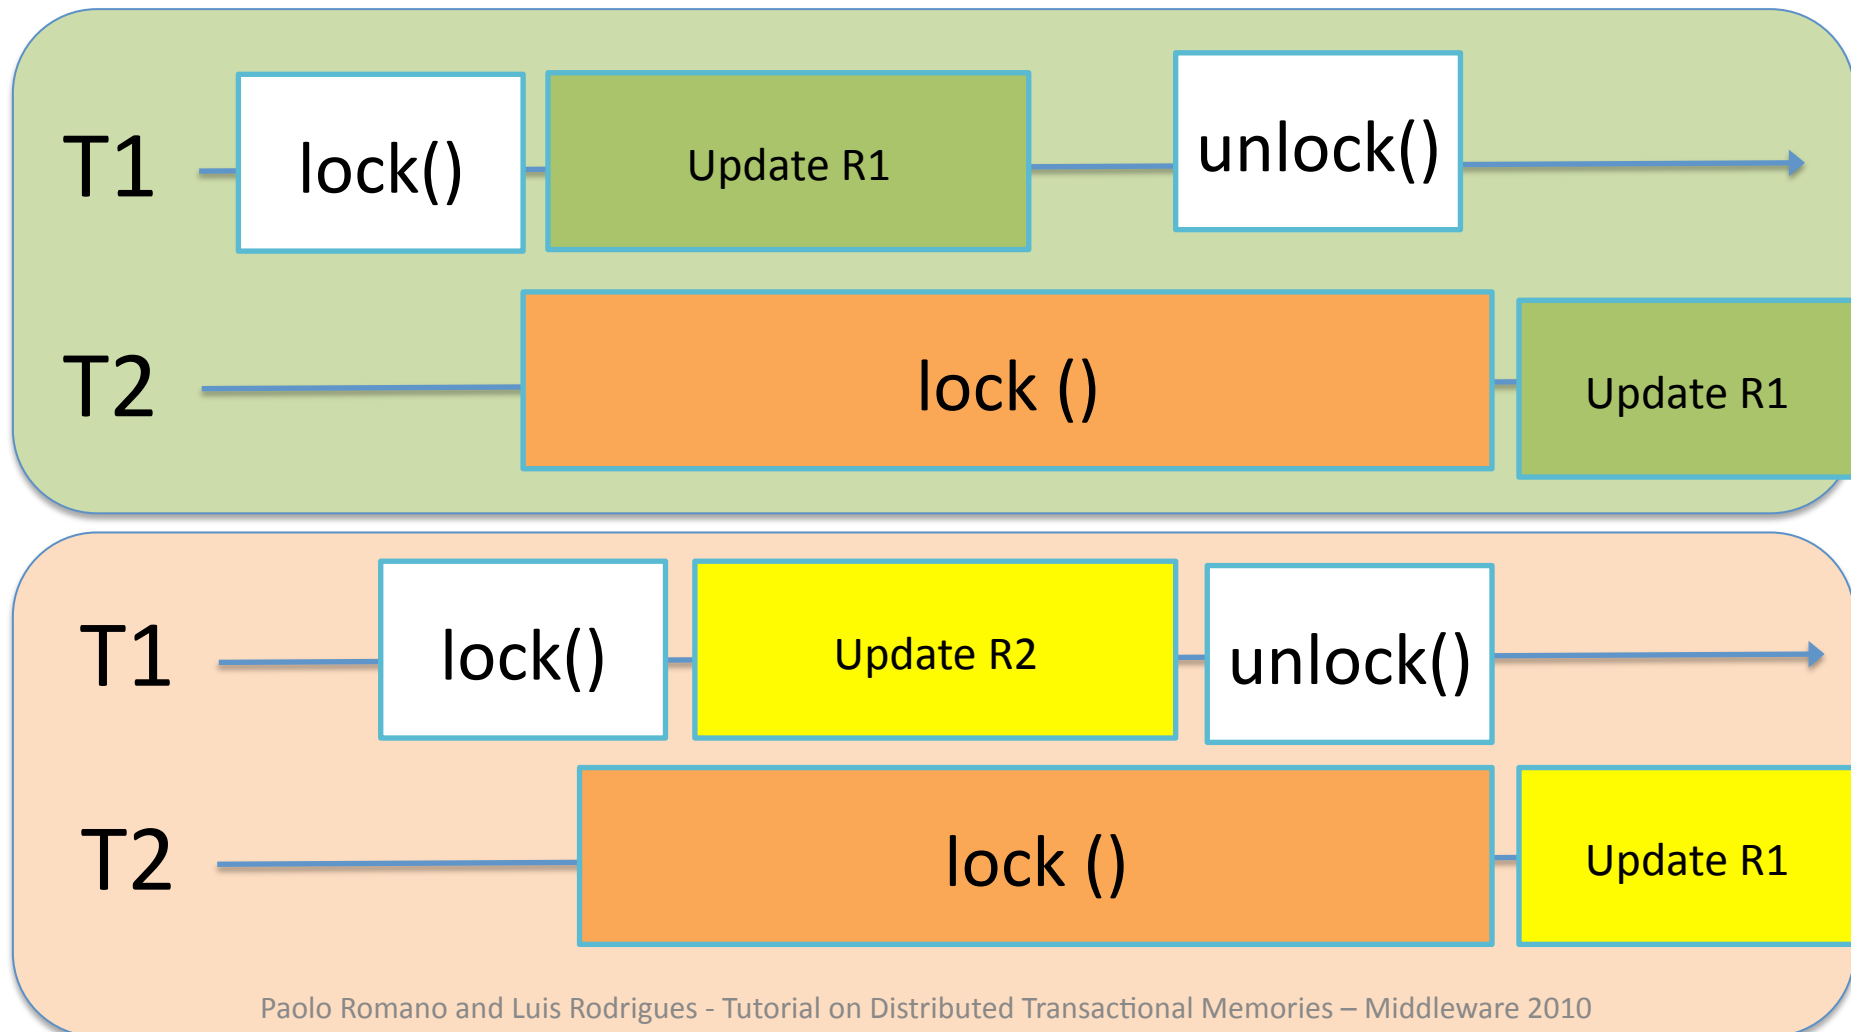 T1
lock()
Update R1
unlock()
T2
lock ()
Update R1
T1
lock()
Update R2
unlock()
T2
lock ()
Update R1
Paolo Romano and Luis Rodrigues - Tutorial on Distributed Transactional Memories – Middleware 2010